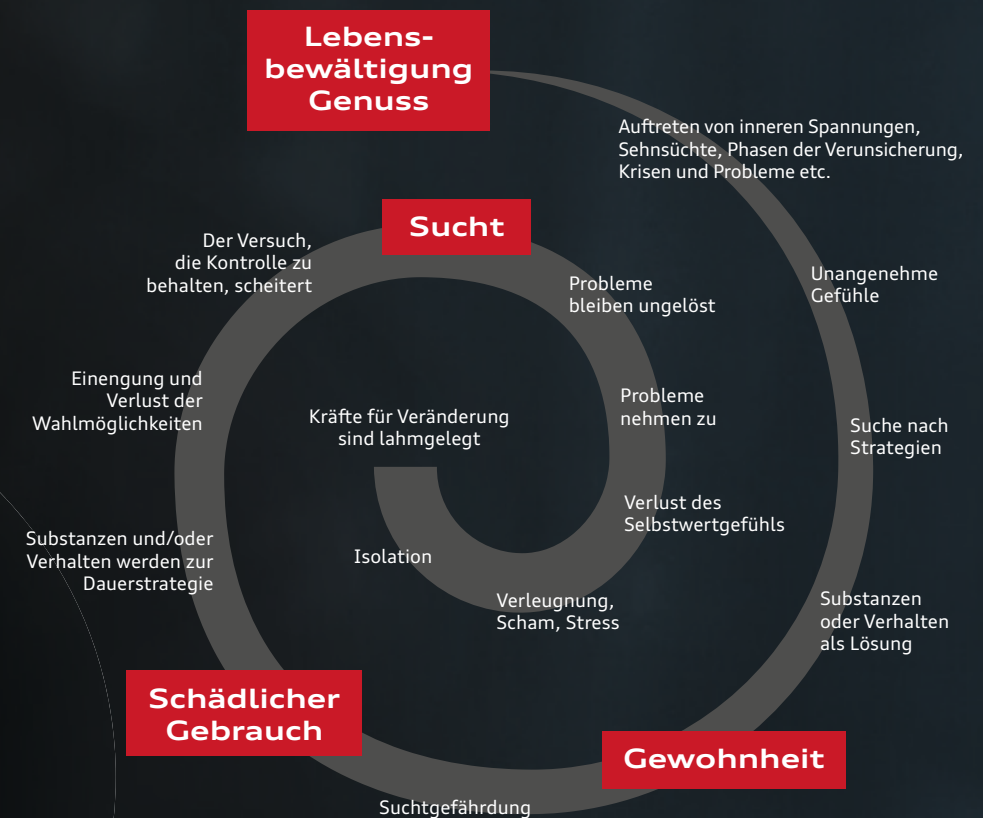 Lebens-
bewältigung
Genuss
Auftreten von inneren Spannungen,
Sehnsüchte, Phasen der Verunsicherung,
Krisen und Probleme etc.
Unangenehme
Gefühle
Suche nach
Strategien
Substanzen
oder Verhalten
als Lösung
Gewohnheit
Suchtgefährdung
Schädlicher
Gebrauch
Substanzen und/oder
Verhalten werden zur
Dauerstrategie
Einengung und
Verlust der
Wahlmöglichkeiten
Der Versuch,
die Kontrolle zu
behalten, scheitert
Sucht
Probleme
bleiben ungelöst
Probleme
nehmen zu
Verlust des
Selbstwertgefühls
Verleugnung,
Scham, Stress
Isolation
Kräfte für Veränderung
sind lahmgelegt